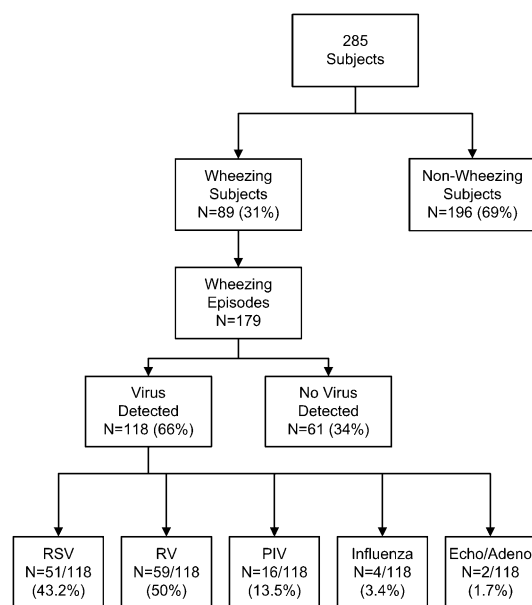 285
Subjects
Wheezing
Subjects
N=89 (31%)
Non-Wheezing
Subjects
N=196 (69%)
Wheezing
Episodes
N=179
Virus
Detected
N=118 (66%)
No Virus
Detected
N=61 (34%)
RSV
N=51/118
(43.2%)
RV
N=59/118
(50%)
PIV
N=16/118
(13.5%)
Influenza
N=4/118
(3.4%)
Echo/Adeno
N=2/118
(1.7%)